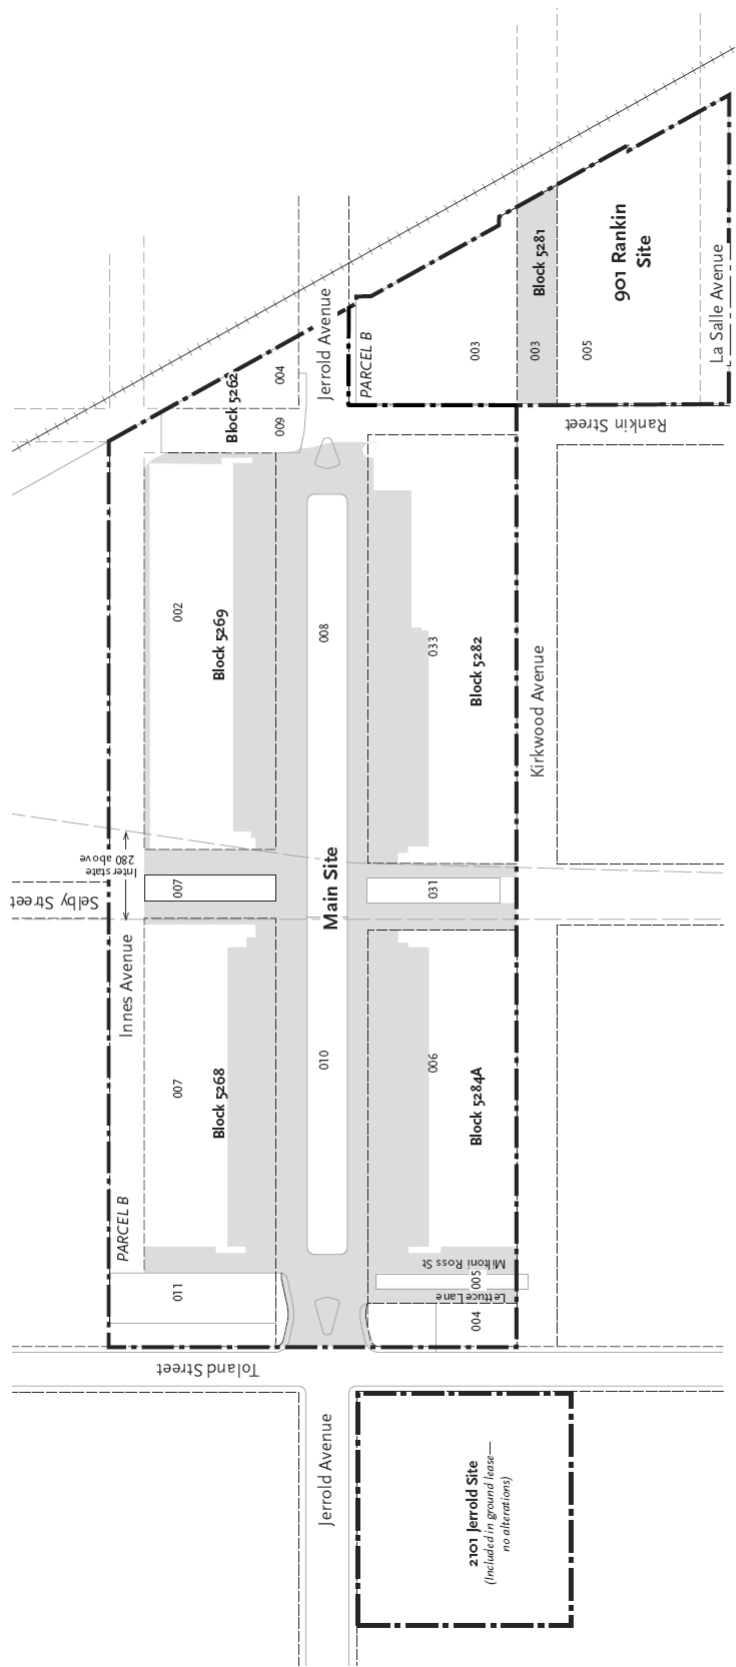 Block 5281
901 Rankin
Site
La Salle Avenue
Jerrold Avenue
PARCEL B
003
003
005
004
Block 5262
009
Rankin Street
002
Block 5269
008
033
Block 5282
Kirkwood Avenue
Interstate
280 above
Selby Street
007
Main Site
031
Innes Avenue
007
Block 5268
010
006
Block 5284A
PARCEL B
011
Miltoni Ross St
005
Lettuce Lane
004
Toland Street
Jerrold Avenue
2101 Jerrold Site
(Included in ground lease—
no alterations)